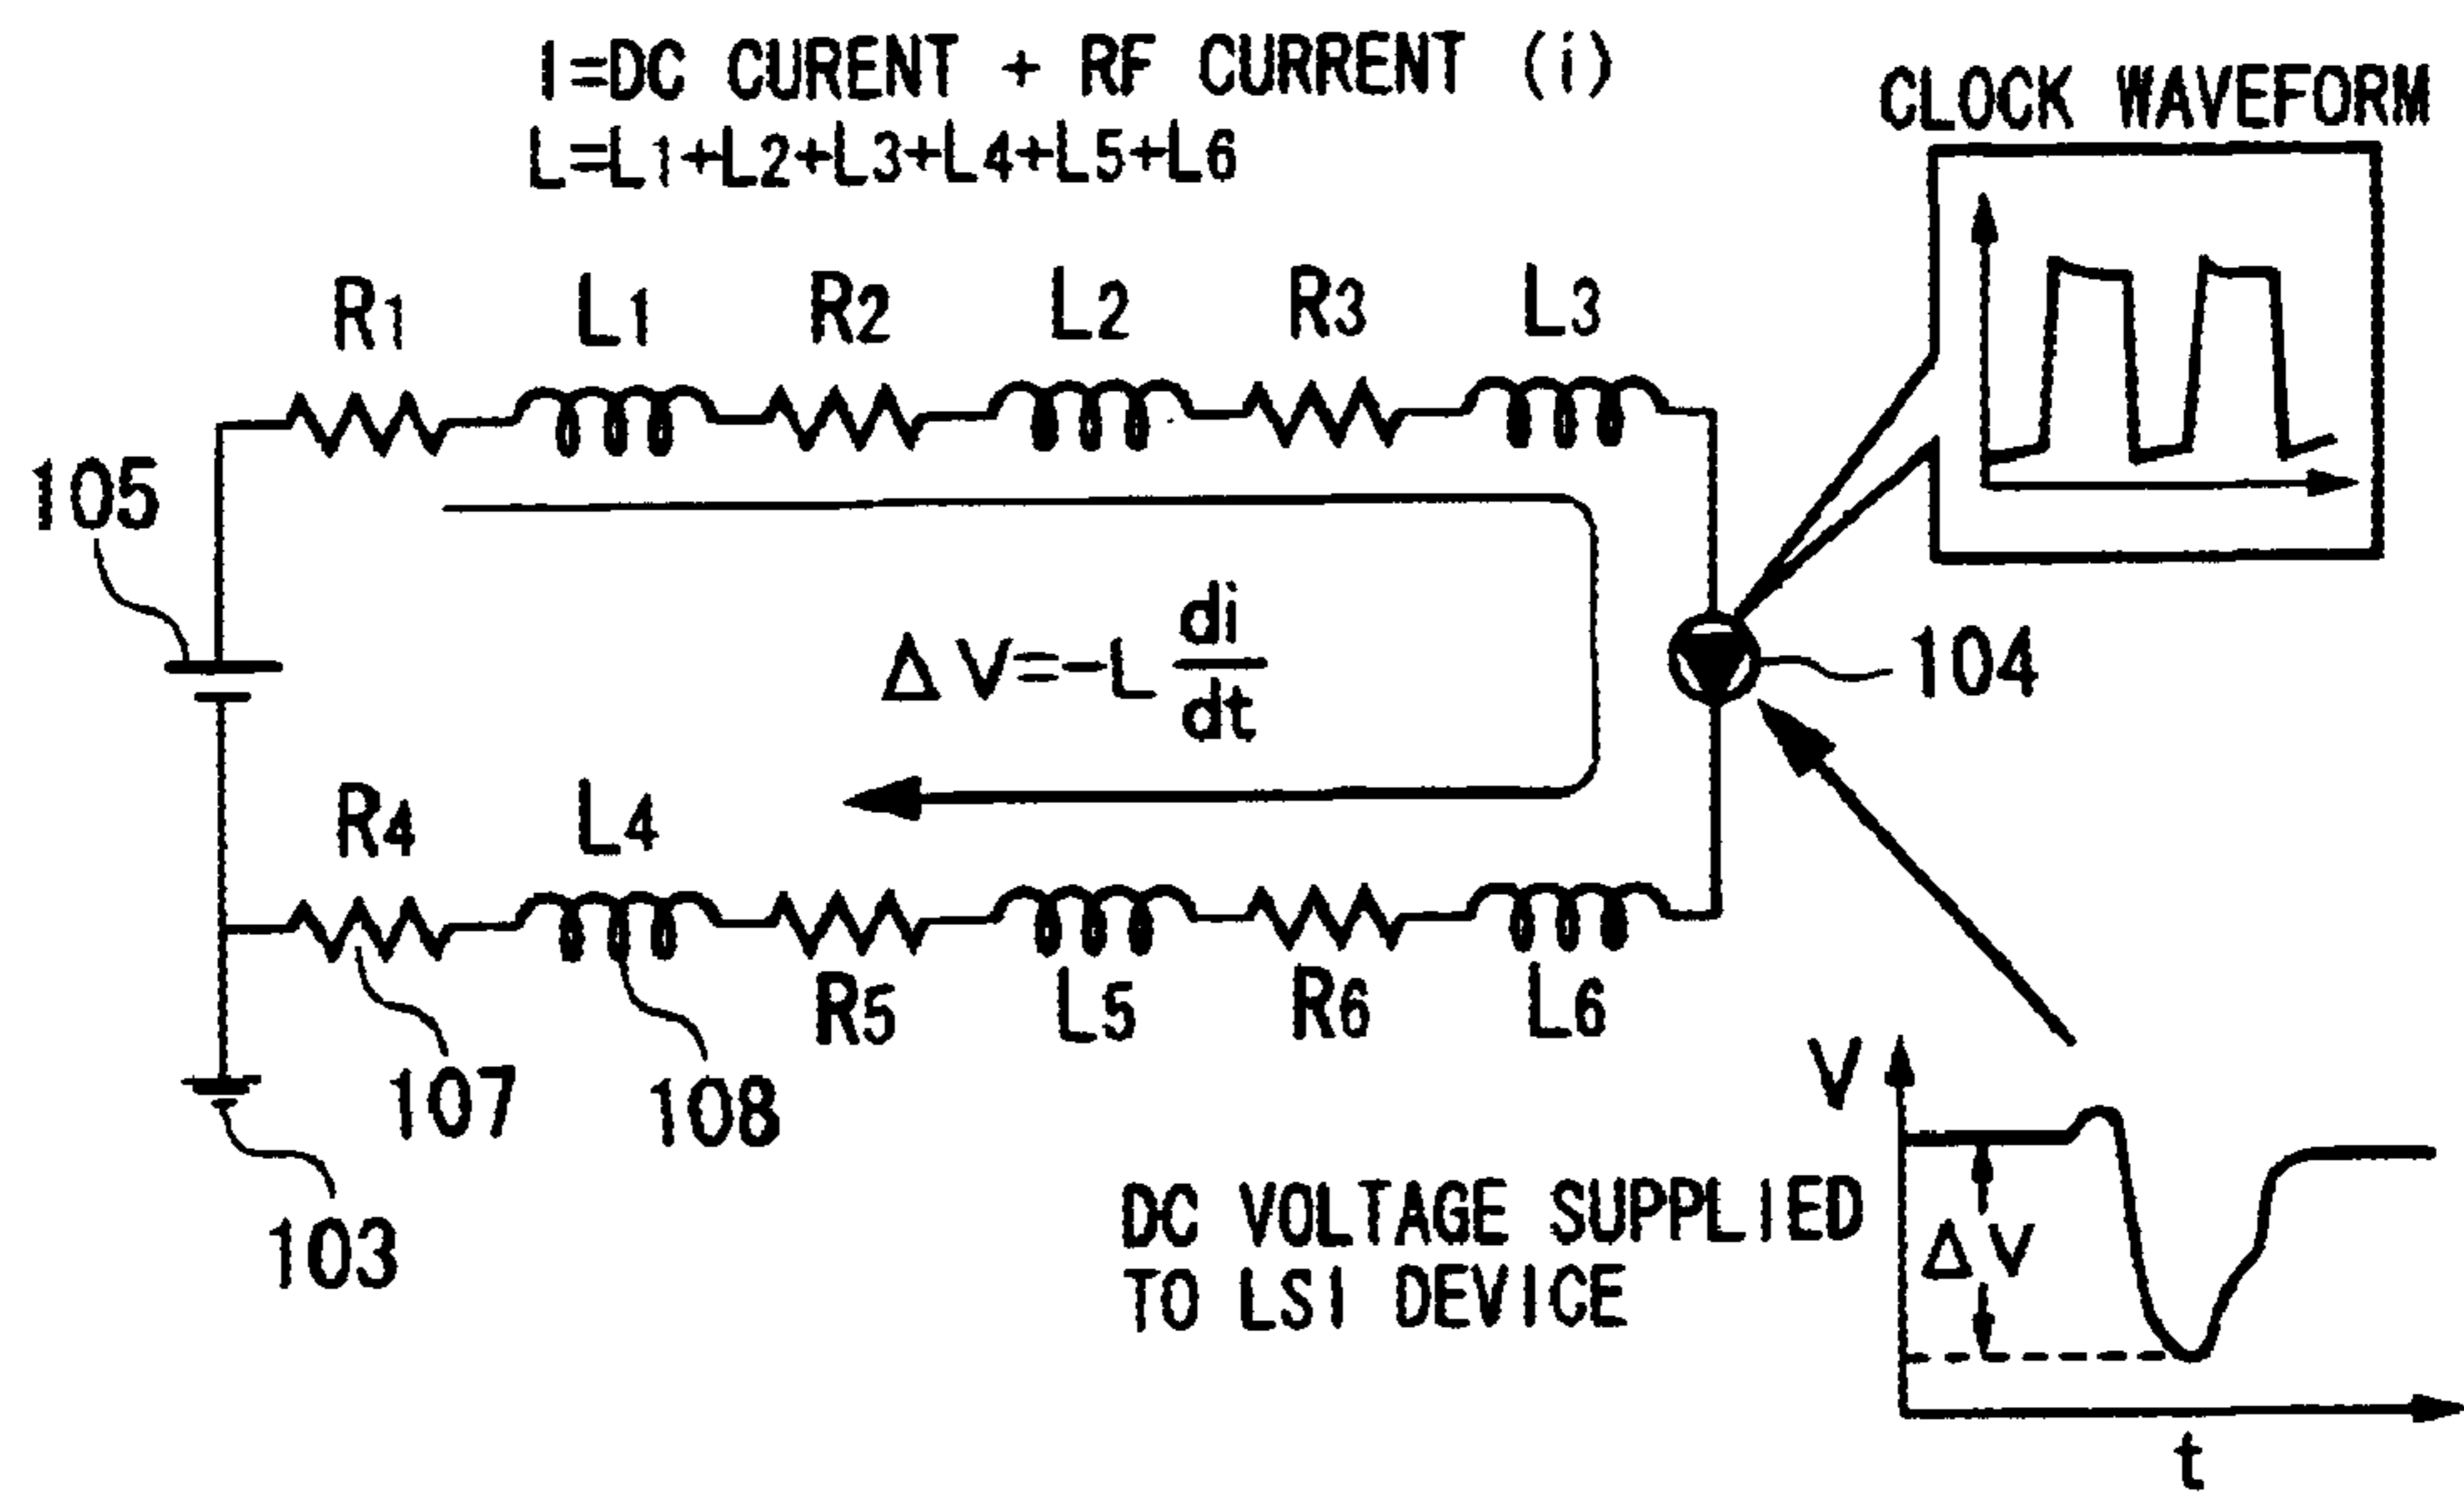 I=DC CURENT + RF CURRENT (i)
L=L1+L2+L3+L4+L5+L6
CLOCK WAVEFORM
R1 L1 R2 L2 R3 L3
105
ΔV=-L di/dt
104
R4 L4
R5 L5 R6 L6
107 108
103
V
ΔV
DC VOLTAGE SUPPLIED
TO LSI DEVICE
t